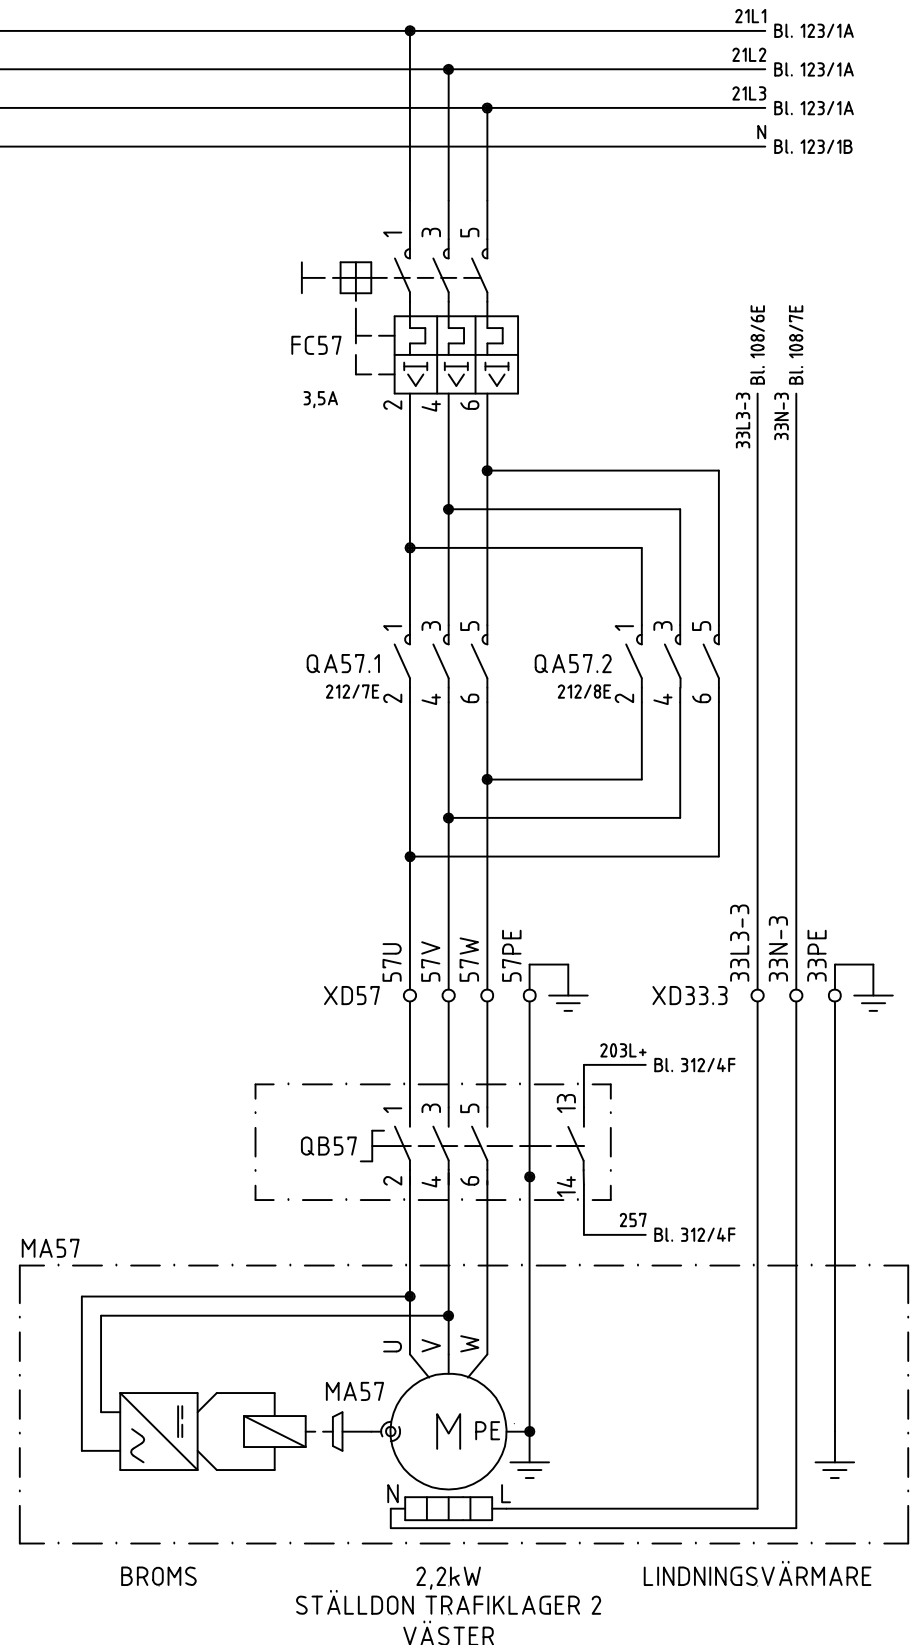 21L1 Bl. 123/1A
21L2 Bl. 123/1A
21L3 Bl. 123/1A
N Bl. 123/1B
1 3 5
FC57
3,5A
2 4 6
33L3-3 Bl. 108/6E
33N-3 Bl. 108/7E
1 3 5
QA57.1
212/7E
2 4 6
1 3 5
QA57.2
212/8E
2 4 6
57U 57V 57W 57PE
XD57
33L3-3 33N-3 33PE
XD33.3
203L+ Bl. 312/4F
1 3 5 13
QB57
2 4 6 14
257 Bl. 312/4F
MA57
U V W
MA57
M PE
N L
BROMS
2,2kW
LINDNINGSVÄRMARE
STÄLLDON TRAFIKLAGER 2
VÄSTER